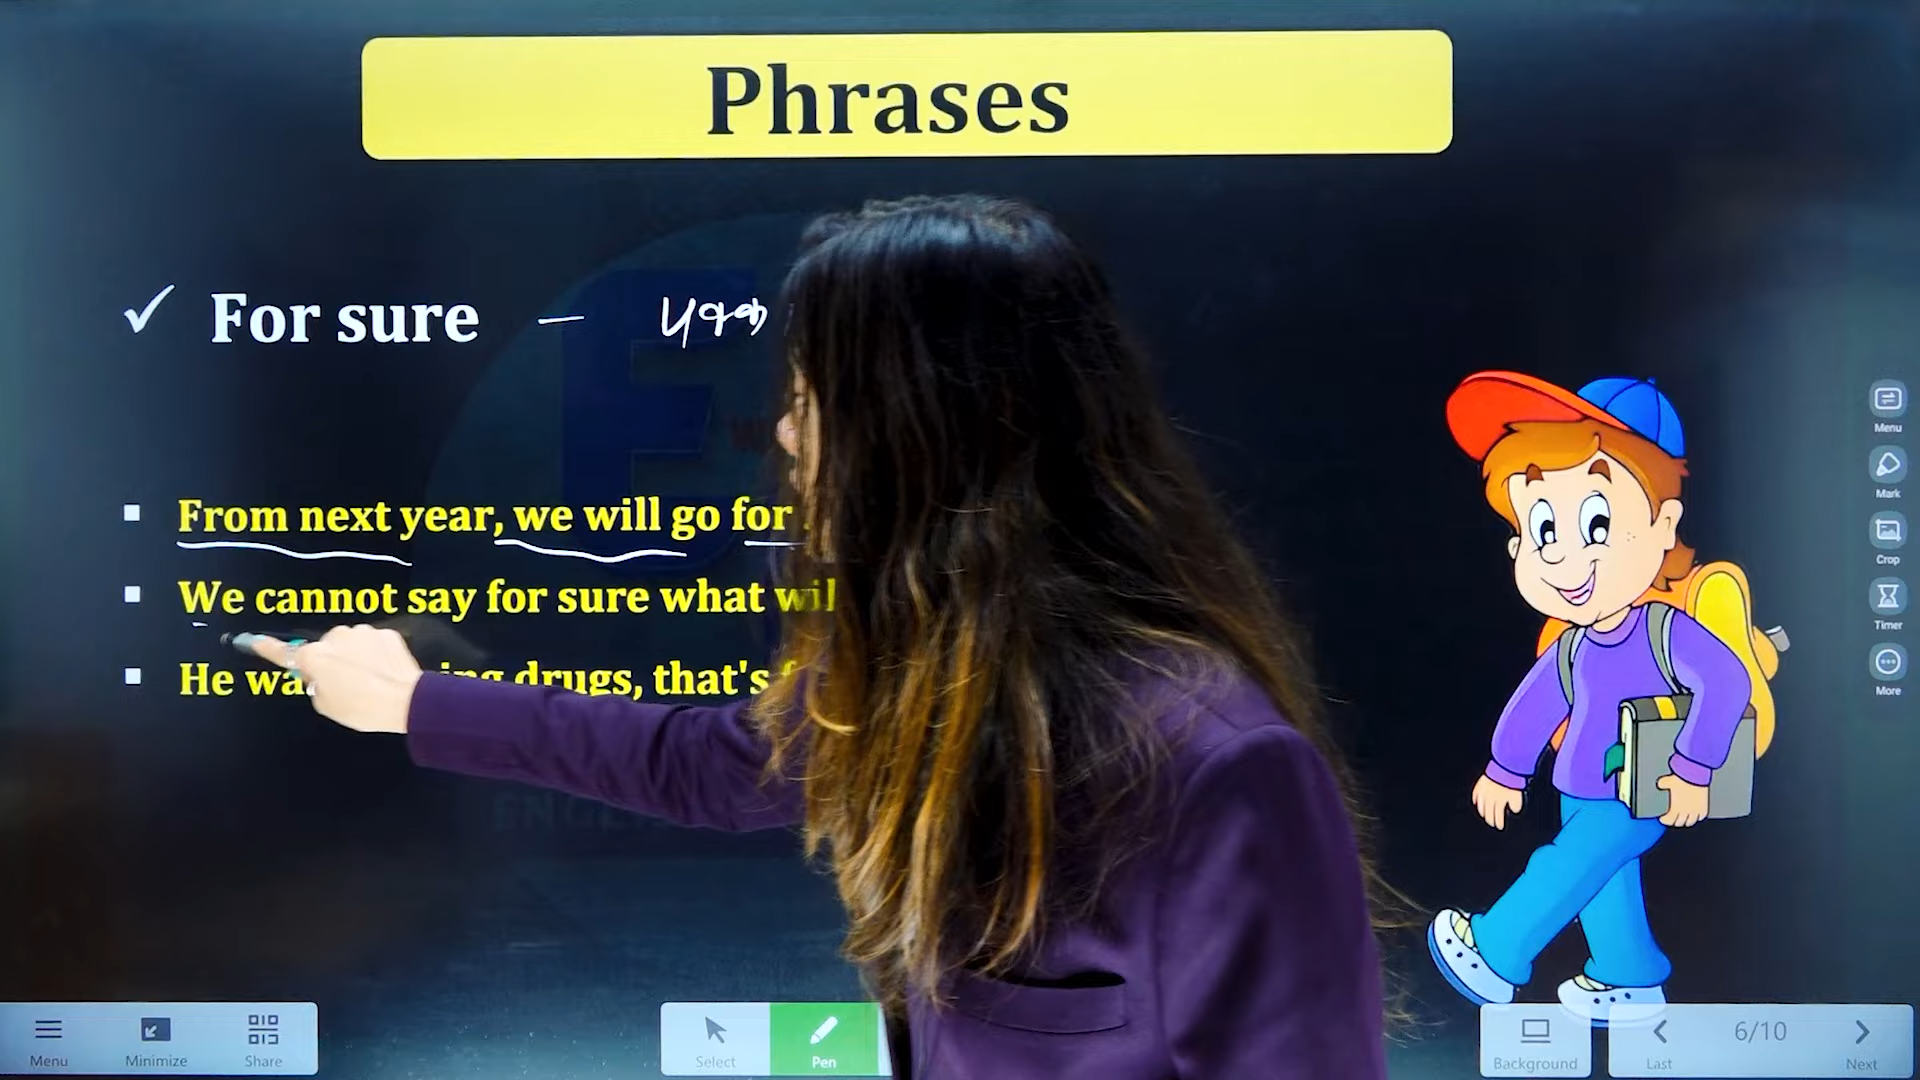 Phrases
✓ For sure –
▪ From next year, we will go for
▪ We cannot say for sure what wil
▪ He drugs, that's
Menu
Mark
Crop
Timer
More
Menu Minimize Share Select Pen Background Last 6/10 Next